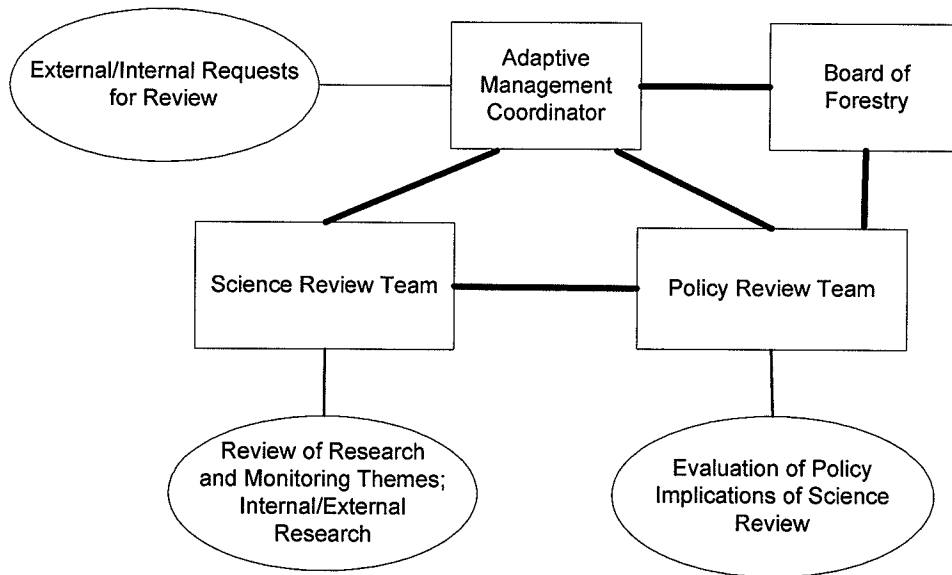 External/Internal Requests
for Review
Adaptive
Management
Coordinator
Board of
Forestry
Science Review Team
Policy Review Team
Review of Research
and Monitoring Themes;
Internal/External
Research
Evaluation of Policy
Implications of Science
Review